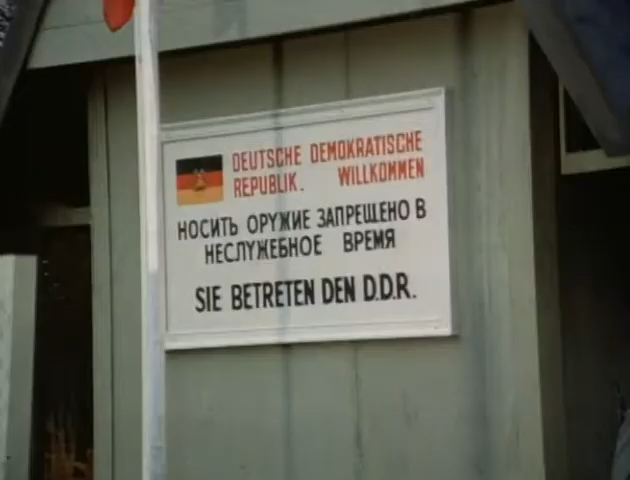 DEUTSCHE DEMOKRATISCHE
REPUBLIK. WILLKOMMEN
НОСИТЬ ОРУЖИЕ ЗАПРЕЩЕНО В
НЕСЛУЖЕБНОЕ ВРЕМЯ
SIE BETRETEN DEN D.D.R.